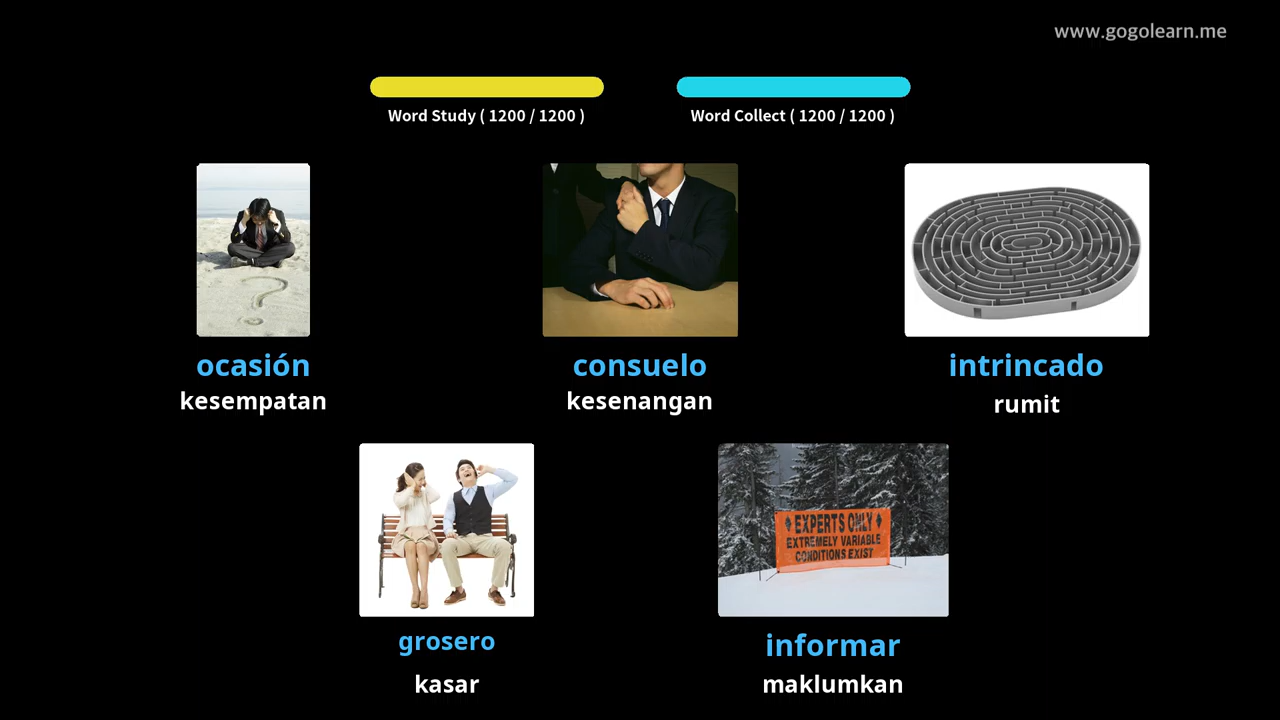 www.gogolearn.me
Word Study ( 1200 / 1200 )
Word Collect ( 1200 / 1200 )
ocasión
kesempatan
consuelo
kesenangan
intrincado
rumit
EXPERTS ONLY
EXTREMELY VARIABLE
CONDITIONS EXIST
grosero
kasar
informar
maklumkan